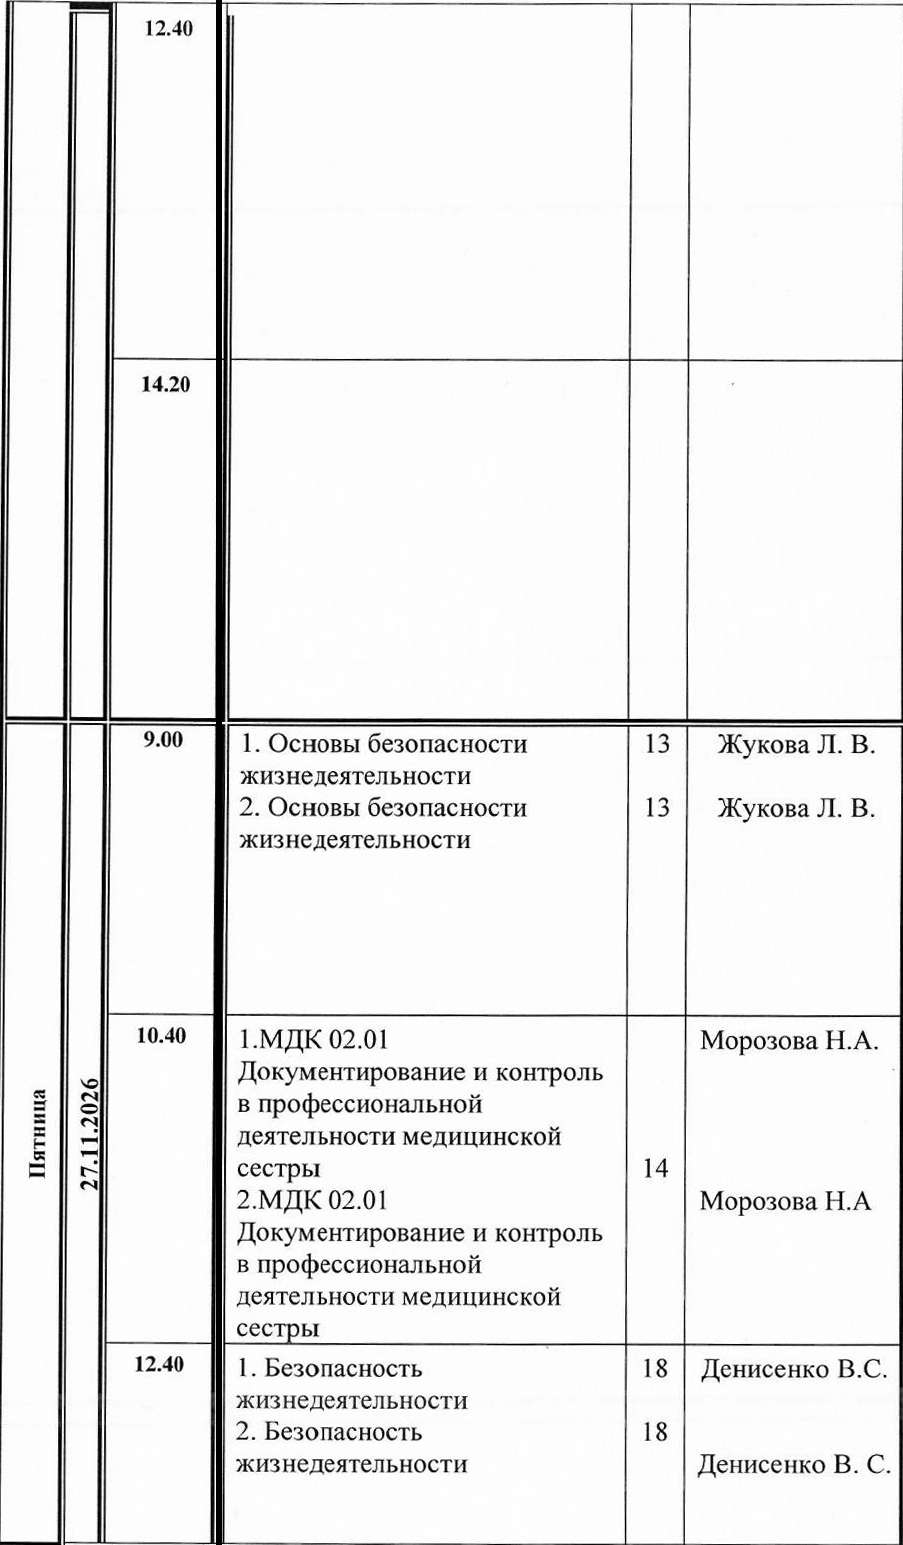 12.40
14.20
Пятница
27.11.2026
9.00
1. Основы безопасности 13 Жукова Л. В.
жизнедеятельности
2. Основы безопасности 13 Жукова Л. В.
жизнедеятельности
10.40
1.МДК 02.01 Морозова Н.А.
Документирование и контроль
в профессиональной
деятельности медицинской
сестры 14
2.МДК 02.01 Морозова Н.А
Документирование и контроль
в профессиональной
деятельности медицинской
сестры
12.40
1. Безопасность 18 Денисенко В.С.
жизнедеятельности
2. Безопасность 18
жизнедеятельности Денисенко В. С.